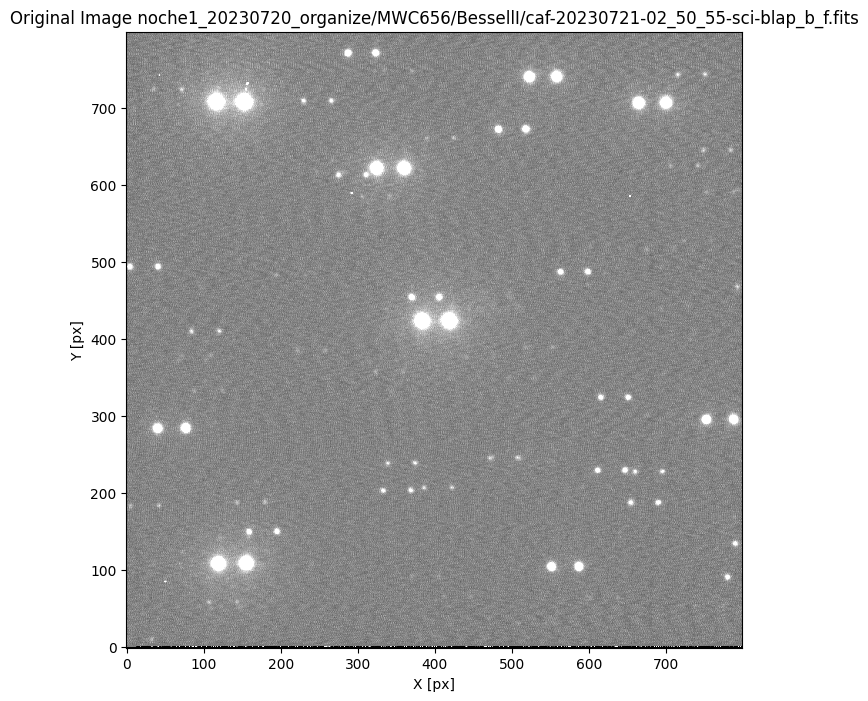 Original Image noche1_20230720_organize/MWC656/BessellI/caf-20230721-02_50_55-sci-blap_b_f.fits
700
600
500
400
300
200
100
0
Y [px]
0 100 200 300 400 500 600 700
X [px]